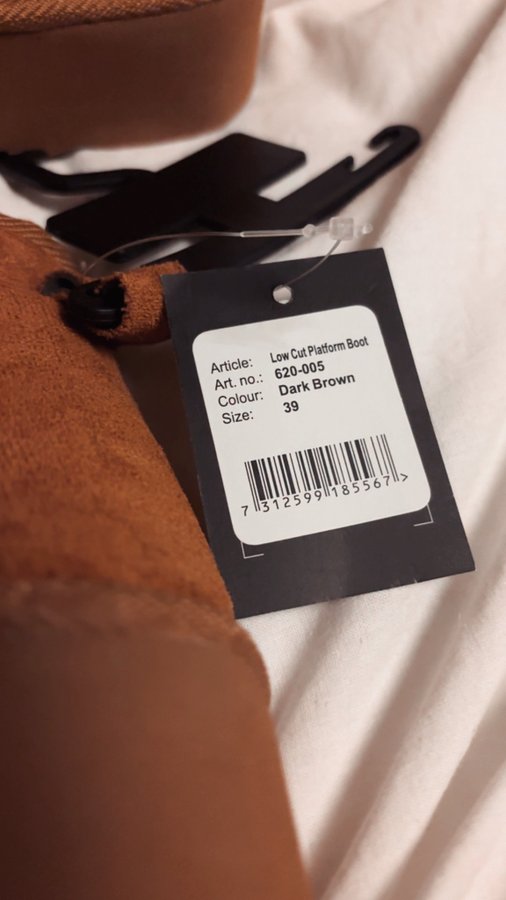 Article: Low Cut Platform Boot
Art. no.: 620-005
Colour: Dark Brown
Size: 39
7 312599 185567 >